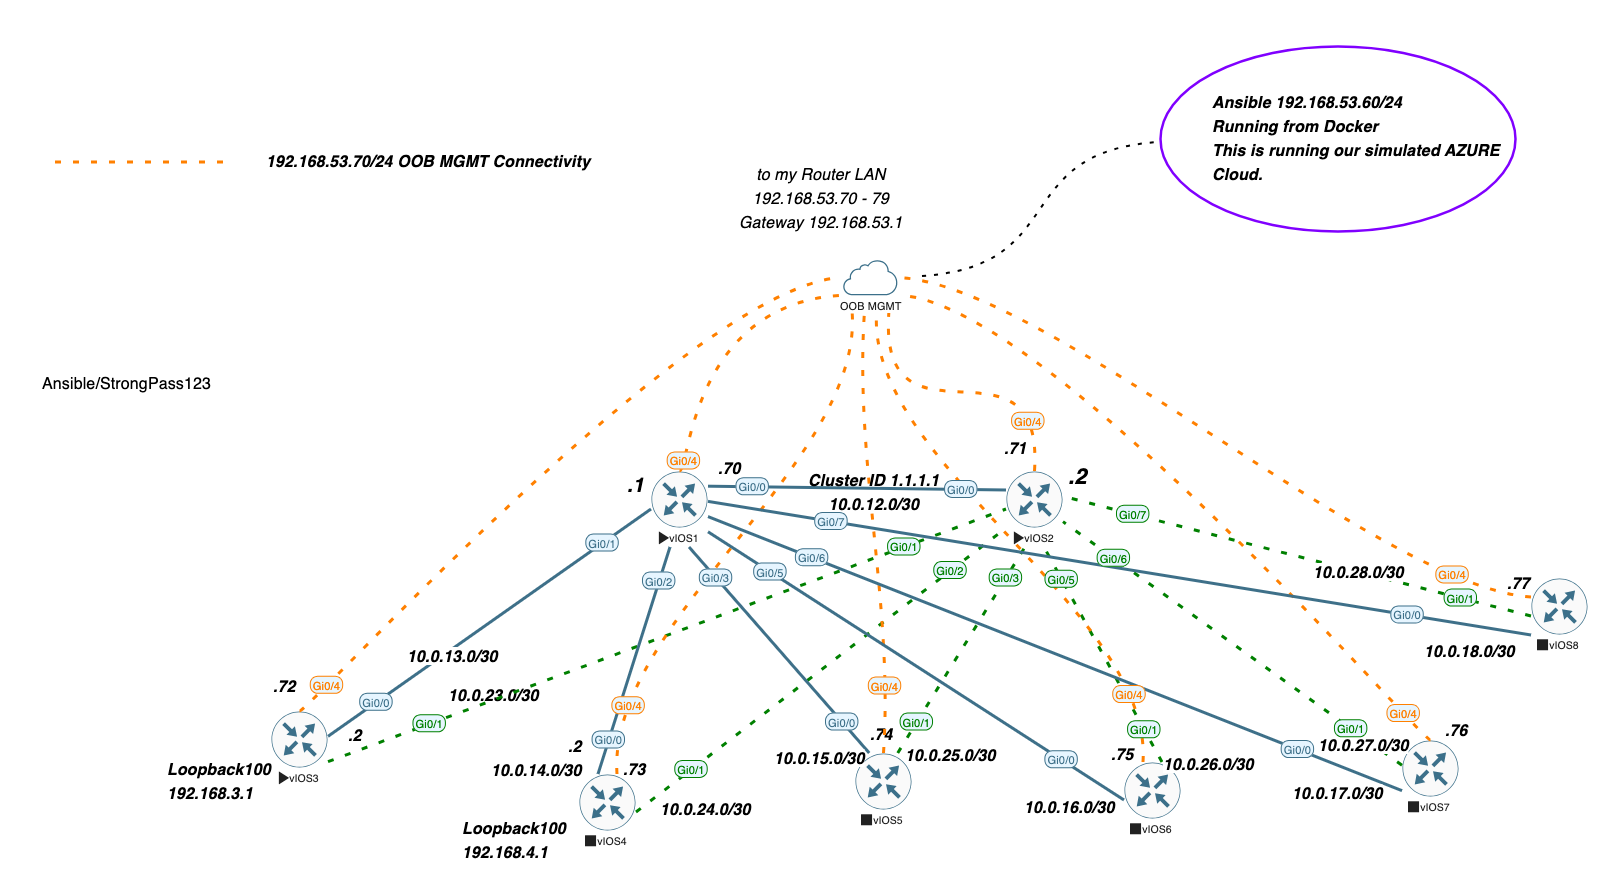 Ansible 192.168.53.60/24
Running from Docker
This is running our simulated AZURE
Cloud.
192.168.53.70/24 OOB MGMT Connectivity
to my Router LAN
192.168.53.70 - 79
Gateway 192.168.53.1
OOB MGMT
Ansible/StrongPass123
Gi0/4
.71
Gi0/4
.70
.1
Gi0/0
Cluster ID 1.1.1.1
Gi0/0
.2
10.0.12.0/30
Gi0/7
Gi0/7
vIOS1
vIOS2
Gi0/1
Gi0/1
Gi0/6
Gi0/6
Gi0/2
Gi0/3
Gi0/5
Gi0/2
Gi0/3
Gi0/5
10.0.28.0/30
Gi0/4
.77
Gi0/1
Gi0/0
10.0.18.0/30
vIOS8
10.0.13.0/30
.72
Gi0/4
Gi0/0
10.0.23.0/30
Gi0/1
.2
vIOS3
Loopback100
192.168.3.1
Gi0/4
Gi0/0
.2
10.0.14.0/30
.73
Gi0/1
10.0.24.0/30
vIOS4
Loopback100
192.168.4.1
Gi0/4
Gi0/0
Gi0/1
.74
10.0.15.0/30
10.0.25.0/30
vIOS5
Gi0/4
Gi0/1
.75
Gi0/0
10.0.26.0/30
10.0.16.0/30
vIOS6
Gi0/4
Gi0/1
.76
Gi0/0
10.0.27.0/30
10.0.17.0/30
vIOS7